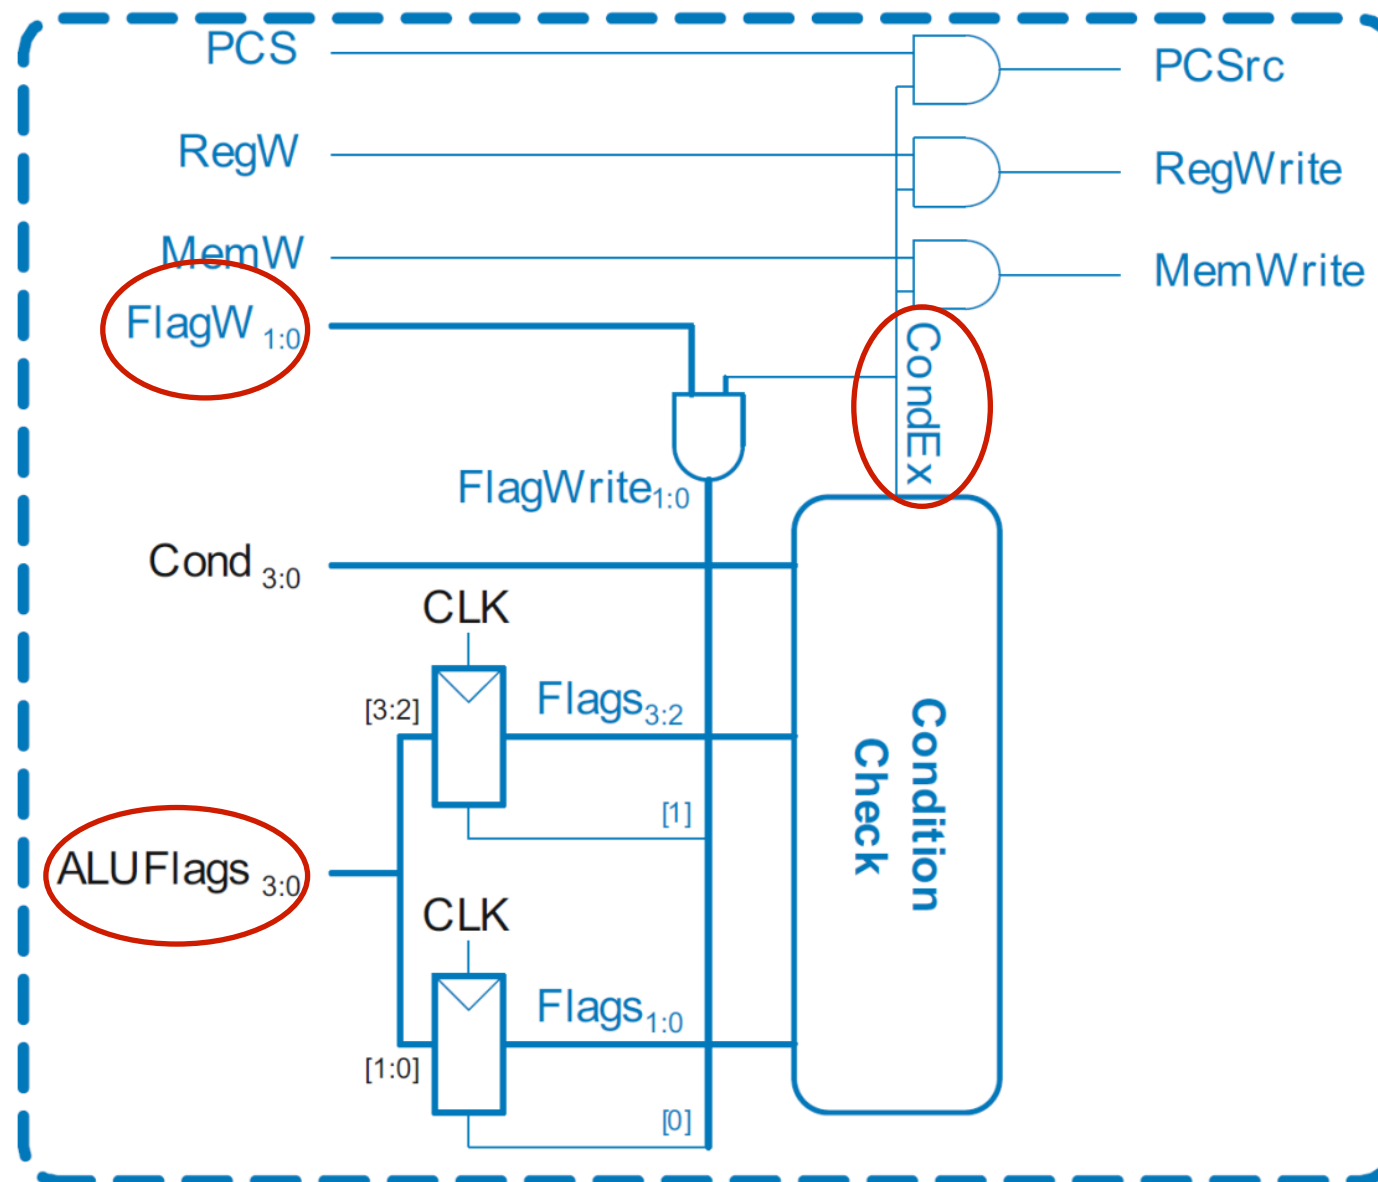 PCS
PCSrc
RegW
RegWrite
MemW
MemWrite
FlagW 1:0
CondEx
FlagWrite1:0
Cond 3:0
CLK
[3:2]
Flags3:2
Condition
Check
[1]
ALUFlags 3:0
CLK
Flags1:0
[1:0]
[0]